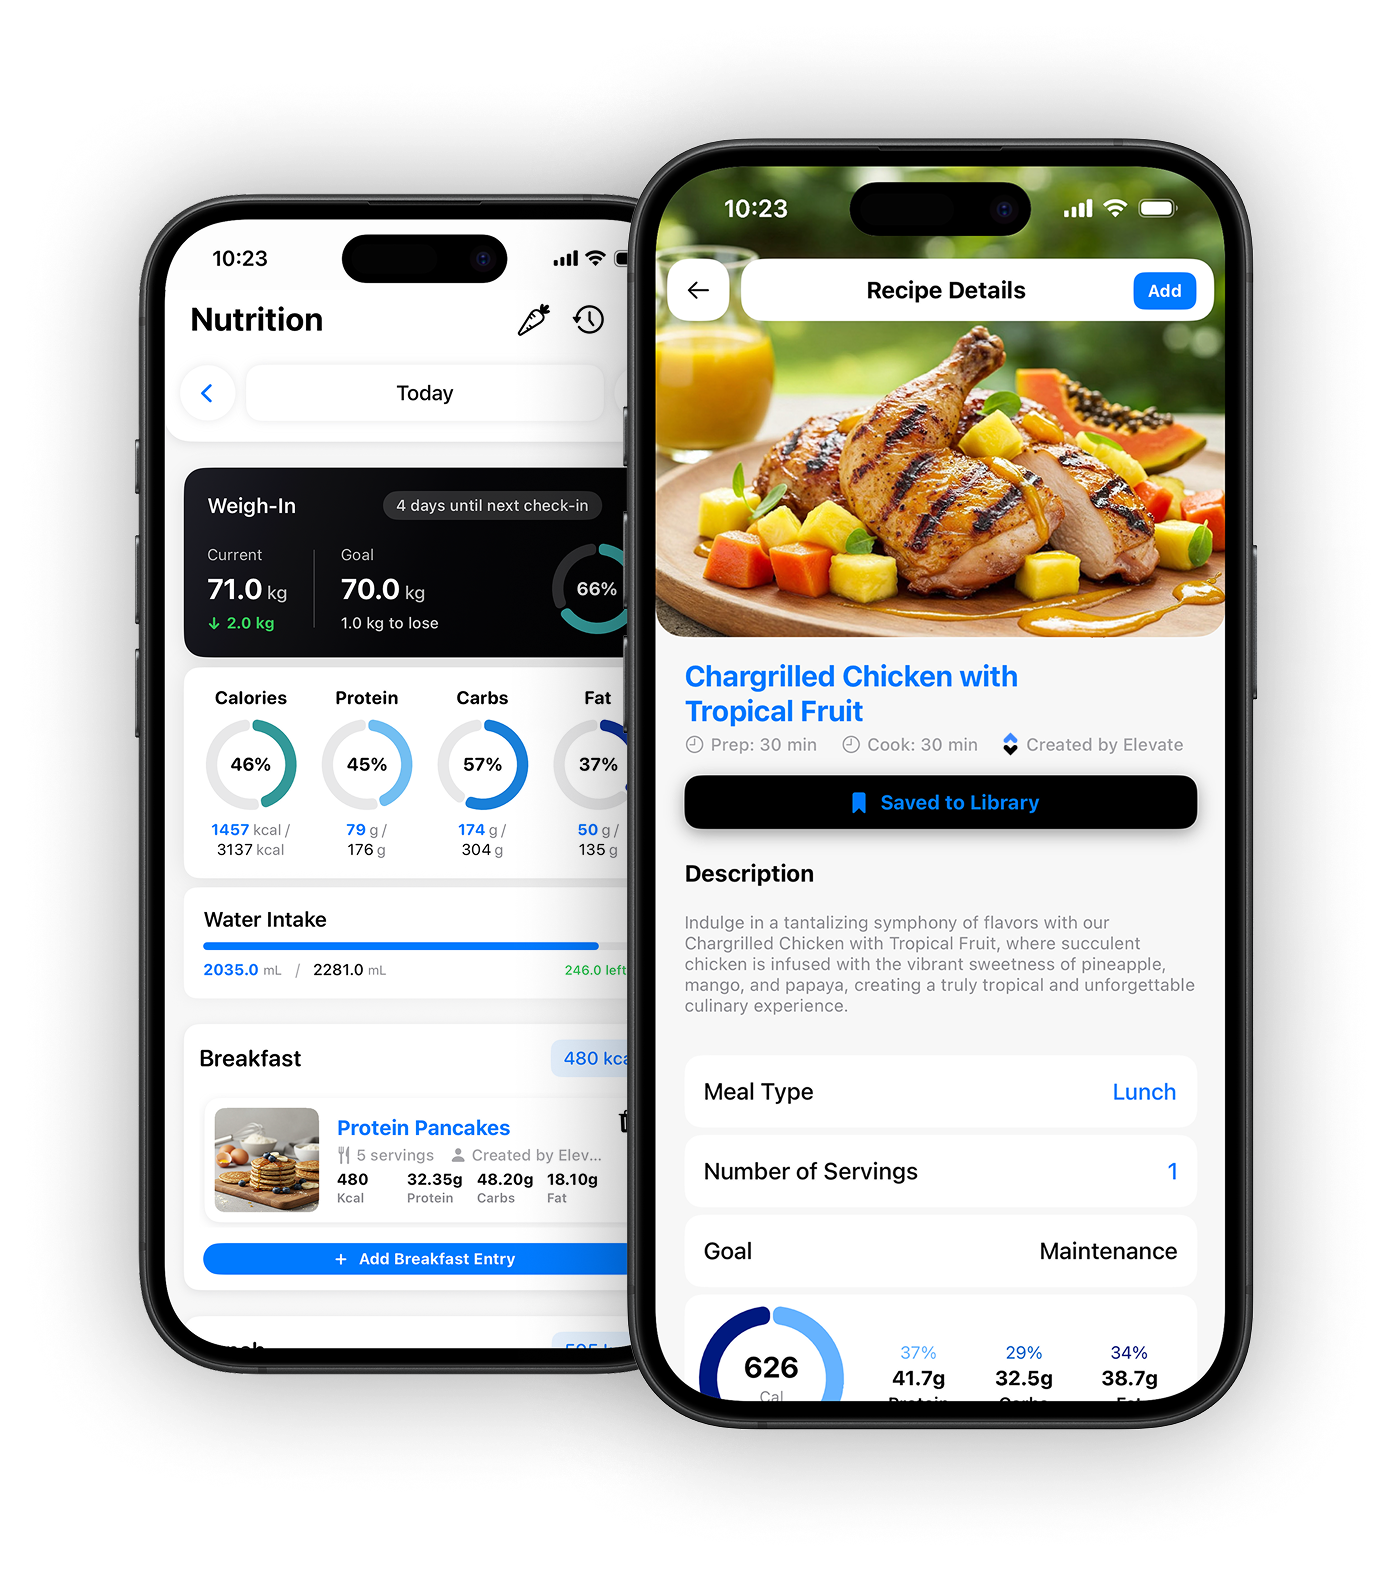 10:23
Nutrition
Today
Weigh-In
4 days until next check-in
Current
Goal
71.0 kg
70.0 kg
66%
2.0 kg
1.0 kg to lose
Calories
Protein
Carbs
Fat
46%
45%
57%
37%
1457 kcal /
79 g /
174 g /
50 g /
3137 kcal
176 g
304 g
135 g
Water Intake
2035.0 mL / 2281.0 mL
246.0 left
Breakfast
480
Protein Pancakes
5 servings
Created by Elev...
480
32.35g
48.20g
18.10g
Kcal
Protein
Carbs
Fat
+ Add Breakfast Entry
10:23
Recipe Details
Add
Chargrilled Chicken with
Tropical Fruit
Prep: 30 min
Cook: 30 min
Created by Elevate
Saved to Library
Description
Indulge in a tantalizing symphony of flavors with our
Chargrilled Chicken with Tropical Fruit, where succulent
chicken is infused with the vibrant sweetness of pineapple,
mango, and papaya, creating a truly tropical and unforgettable
culinary experience.
Meal Type
Lunch
Number of Servings
1
Goal
Maintenance
626
Cal
37%
29%
34%
41.7g
32.5g
38.7g